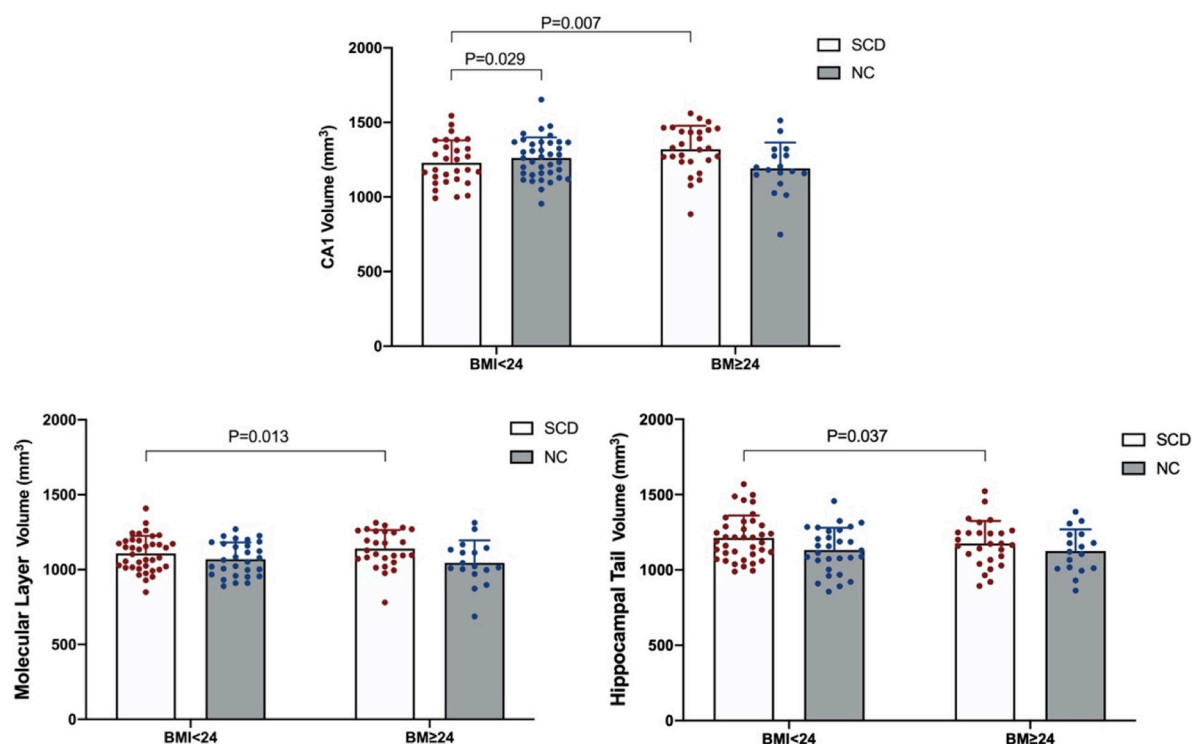 P=0.007
P=0.029
2000
1500
1000
500
0
CA1 Volume (mm³)
BMI<24
BM≥24
SCD
NC
P=0.013
2000
1500
1000
500
0
Molecular Layer Volume (mm³)
BMI<24
BM≥24
SCD
NC
P=0.037
2000
1500
1000
500
0
Hippocampal Tail Volume (mm³)
BMI<24
BM≥24
SCD
NC